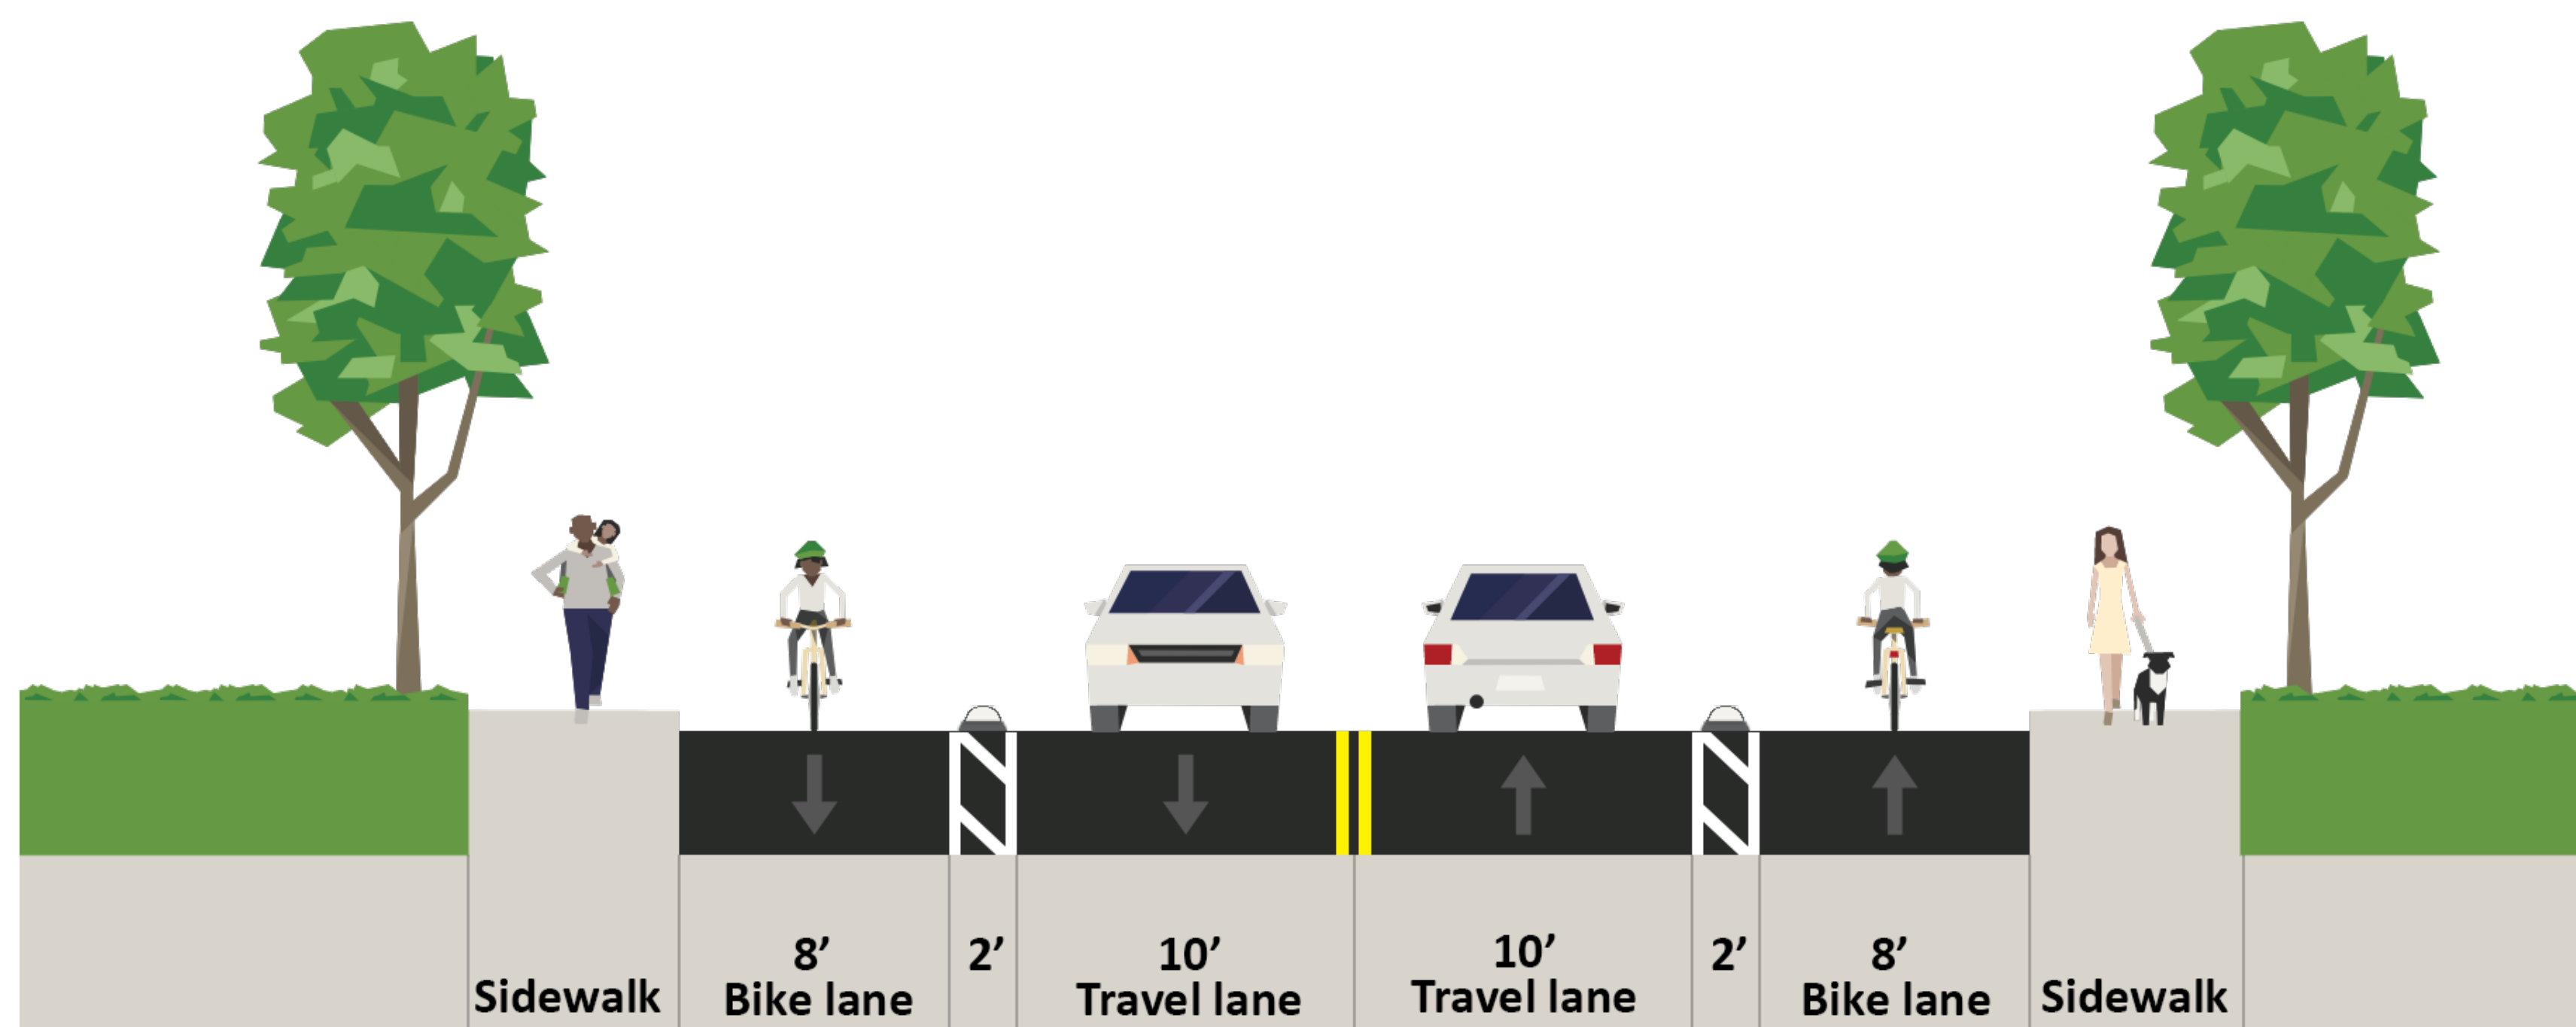 8’
2’
10’
10’
2’
8’
Sidewalk
Bike lane
Travel lane
Travel lane
Bike lane
Sidewalk